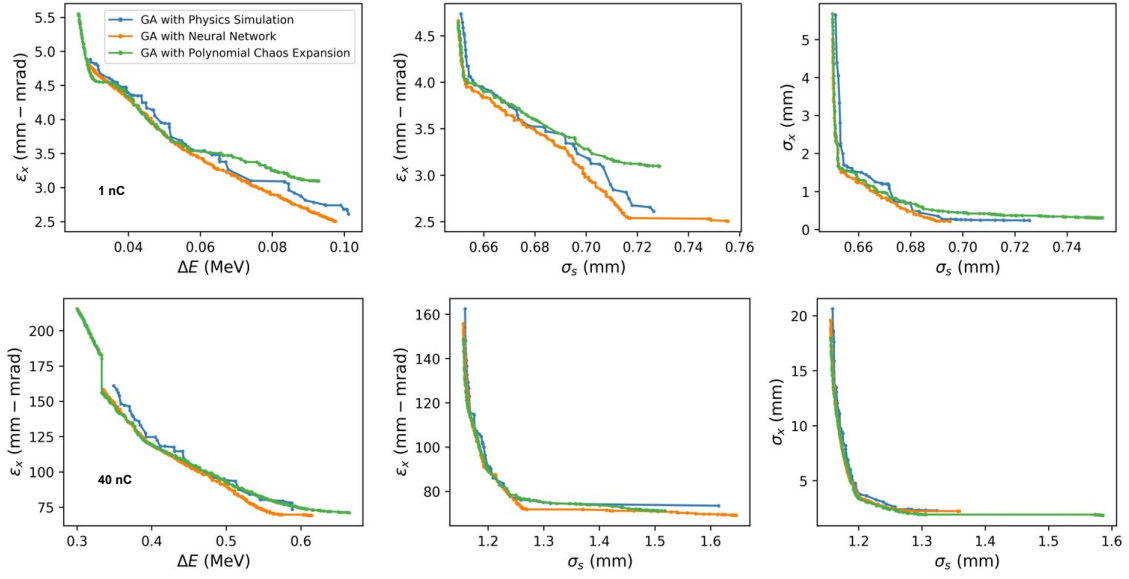 GA with Physics Simulation
GA with Neural Network
GA with Polynomial Chaos Expansion
5.5
5.0
4.5
4.0
3.5
3.0
2.5
εx (mm − mrad)
1 nC
0.04 0.06 0.08 0.10
ΔE (MeV)
4.5
4.0
3.5
3.0
2.5
εx (mm − mrad)
0.66 0.68 0.70 0.72 0.74 0.76
σs (mm)
5
4
3
2
1
0
σx (mm)
0.66 0.68 0.70 0.72 0.74
σs (mm)
200
175
150
125
100
75
εx (mm − mrad)
40 nC
0.3 0.4 0.5 0.6
ΔE (MeV)
160
140
120
100
80
εx (mm − mrad)
1.2 1.3 1.4 1.5 1.6
σs (mm)
20
15
10
5
σx (mm)
1.2 1.3 1.4 1.5 1.6
σs (mm)